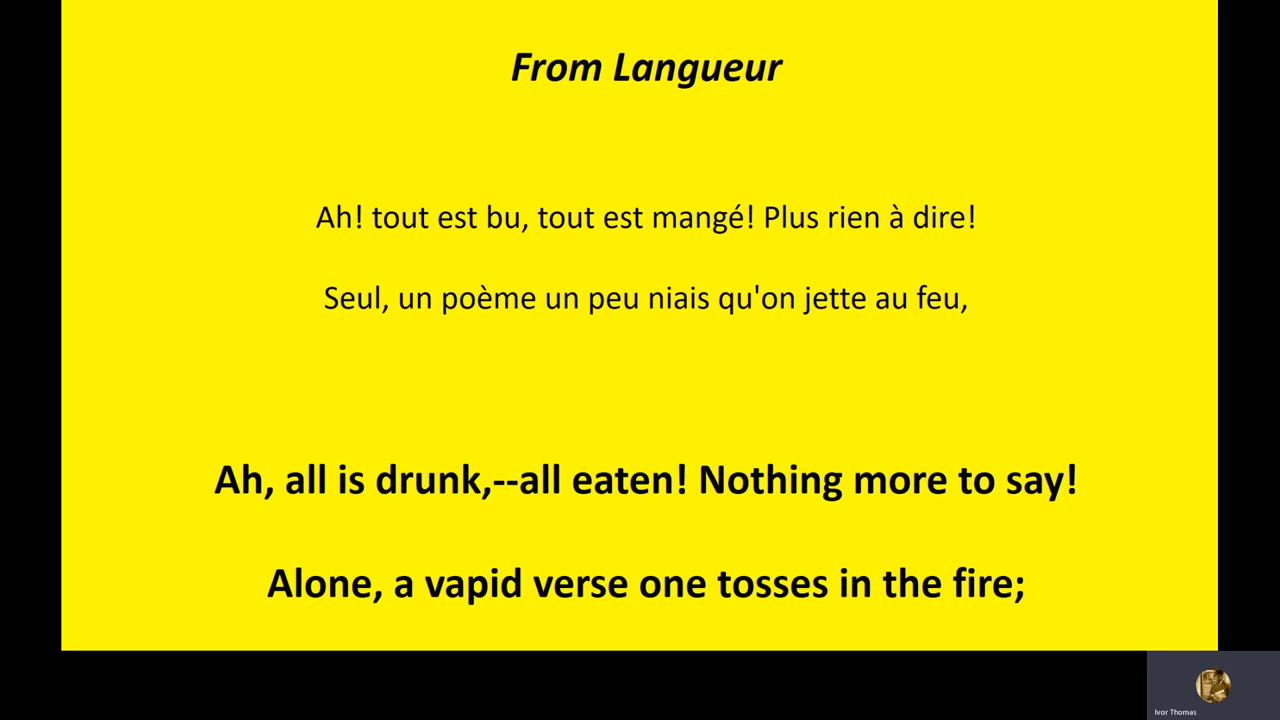 From Langueur
Ah! tout est bu, tout est mangé! Plus rien à dire!
Seul, un poème un peu niais qu'on jette au feu,
Ah, all is drunk,--all eaten! Nothing more to say!
Alone, a vapid verse one tosses in the fire;
Ivor Thomas